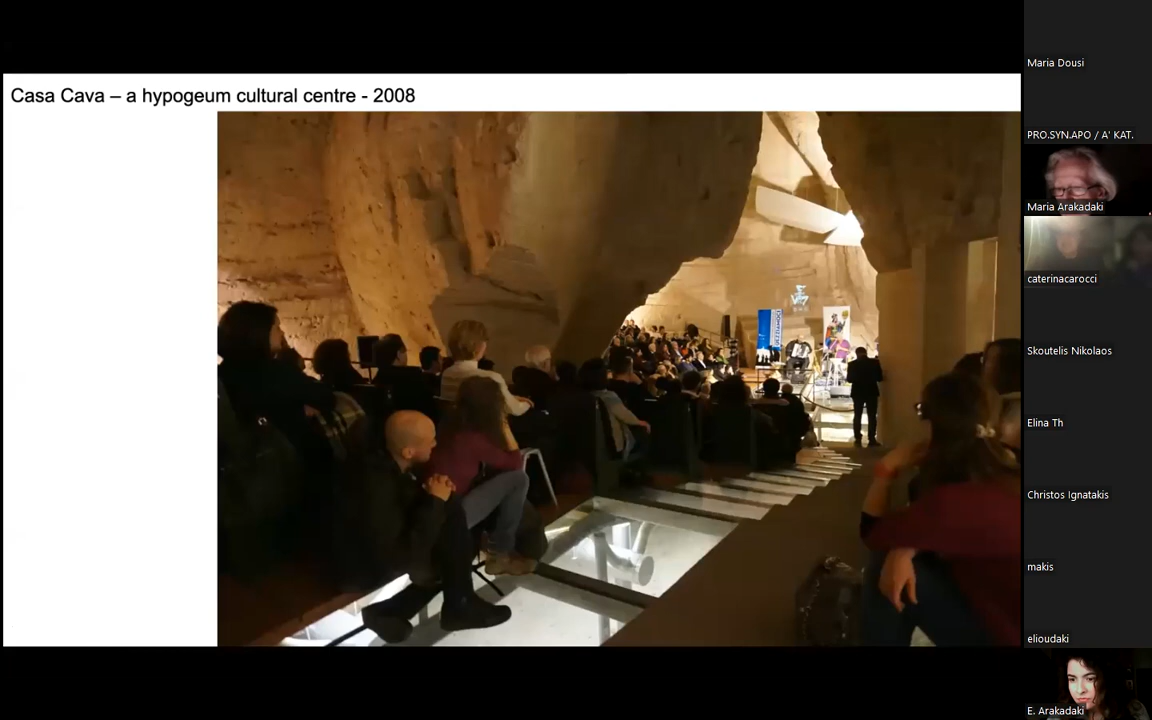 Casa Cava – a hypogeum cultural centre - 2008
Maria Dousi
PRO.SYN.APO / A' KAT.
Maria Arakadaki
caterinacarocci
Skoutelis Nikolaos
Elina Th
Christos Ignatakis
makis
elioudaki
E. Arakadaki